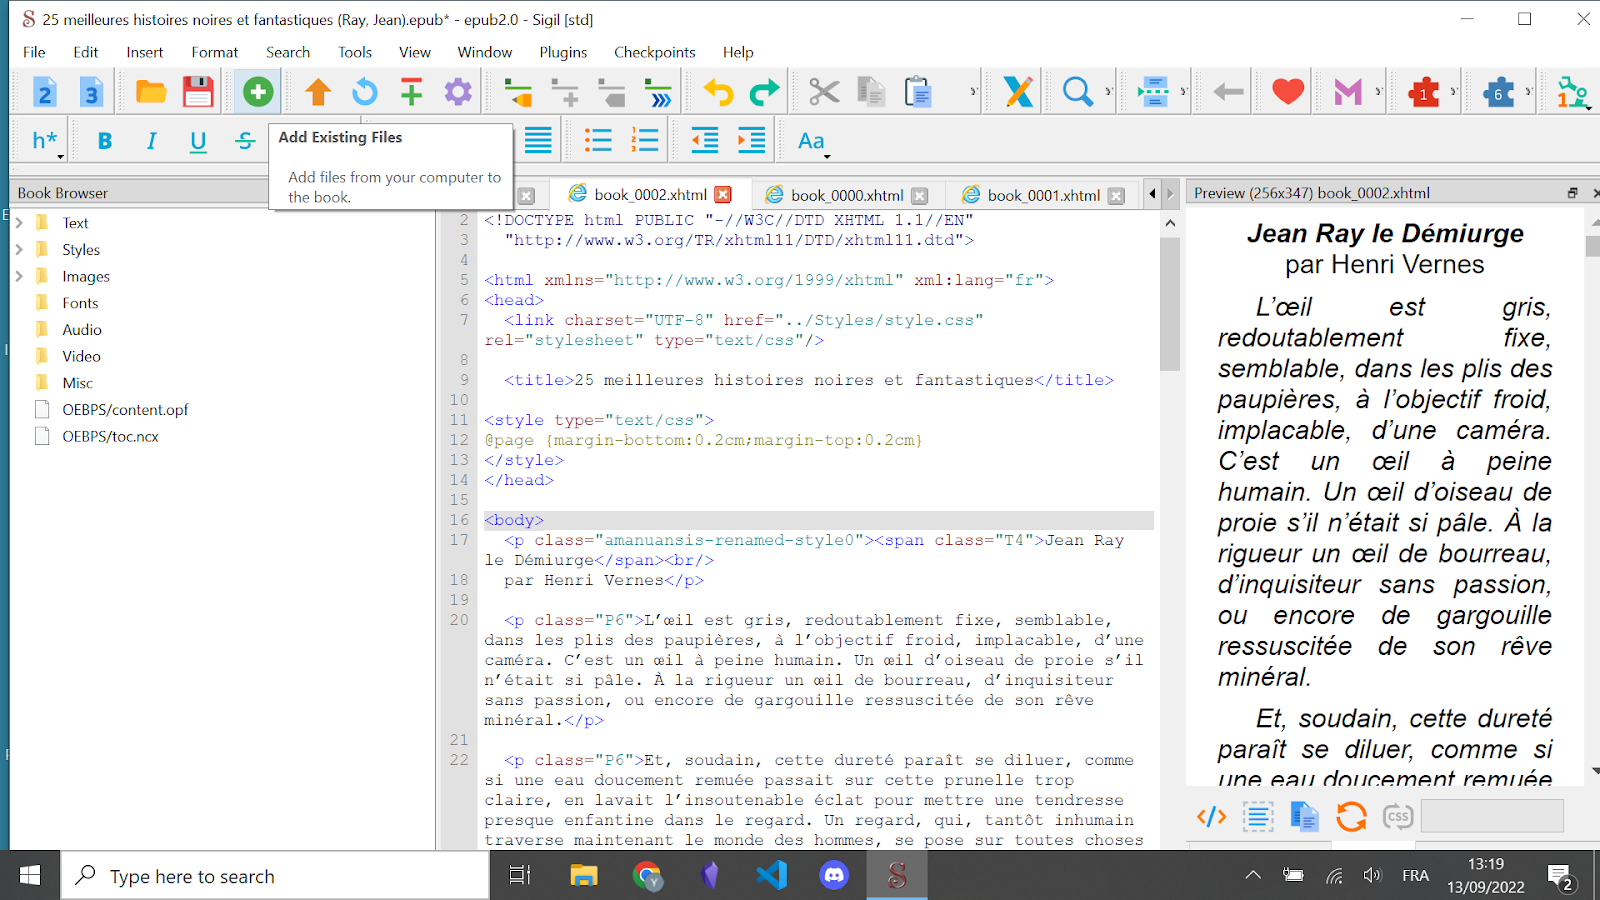 25 meilleures histoires noires et fantastiques (Ray, Jean).epub* - epub2.0 - Sigil [std]
File Edit Insert Format Search Tools View Window Plugins Checkpoints Help
2 3 1 6
h* B I U S Aa
Add Existing Files
Add files from your computer to
the book.
Book Browser
Text
Styles
Images
Fonts
Audio
Video
Misc
OEBPS/content.opf
OEBPS/toc.ncx
book_0002.xhtml book_0000.xhtml book_0001.xhtml
2 <!DOCTYPE html PUBLIC "-//W3C//DTD XHTML 1.1//EN"
3 "http://www.w3.org/TR/xhtml11/DTD/xhtml11.dtd">
4
5 <html xmlns="http://www.w3.org/1999/xhtml" xml:lang="fr">
6 <head>
7 <link charset="UTF-8" href="../Styles/style.css"
rel="stylesheet" type="text/css"/>
8
9 <title>25 meilleures histoires noires et fantastiques</title>
10
11 <style type="text/css">
12 @page {margin-bottom:0.2cm;margin-top:0.2cm}
13 </style>
14 </head>
15
16 <body>
17 <p class="amanuansis-renamed-style0"><span class="T4">Jean Ray
le Démiurge</span><br/>
18 par Henri Vernes</p>
19
20 <p class="P6">L’œil est gris, redoutablement fixe, semblable,
dans les plis des paupières, à l’objectif froid, implacable, d’une
caméra. C’est un œil à peine humain. Un œil d’oiseau de proie s’il
n’était si pâle. À la rigueur un œil de bourreau, d’inquisiteur
sans passion, ou encore de gargouille ressuscitée de son rêve
minéral.</p>
21
22 <p class="P6">Et, soudain, cette dureté paraît se diluer, comme
si une eau doucement remuée passait sur cette prunelle trop
claire, en lavait l’insoutenable éclat pour mettre une tendresse
presque enfantine dans le regard. Un regard, qui, tantôt inhumain
traverse maintenant le monde des hommes, se pose sur toutes choses
Preview (256x347) book_0002.xhtml
Jean Ray le Démiurge
par Henri Vernes
L’œil est gris,
redoutablement fixe,
semblable, dans les plis des
paupières, à l’objectif froid,
implacable, d’une caméra.
C’est un œil à peine
humain. Un œil d’oiseau de
proie s’il n’était si pâle. À la
rigueur un œil de bourreau,
d’inquisiteur sans passion,
ou encore de gargouille
ressuscitée de son rêve
minéral.
Et, soudain, cette dureté
paraît se diluer, comme si
une eau doucement remuée
</> CSS
Type here to search
FRA
13:19
13/09/2022
2